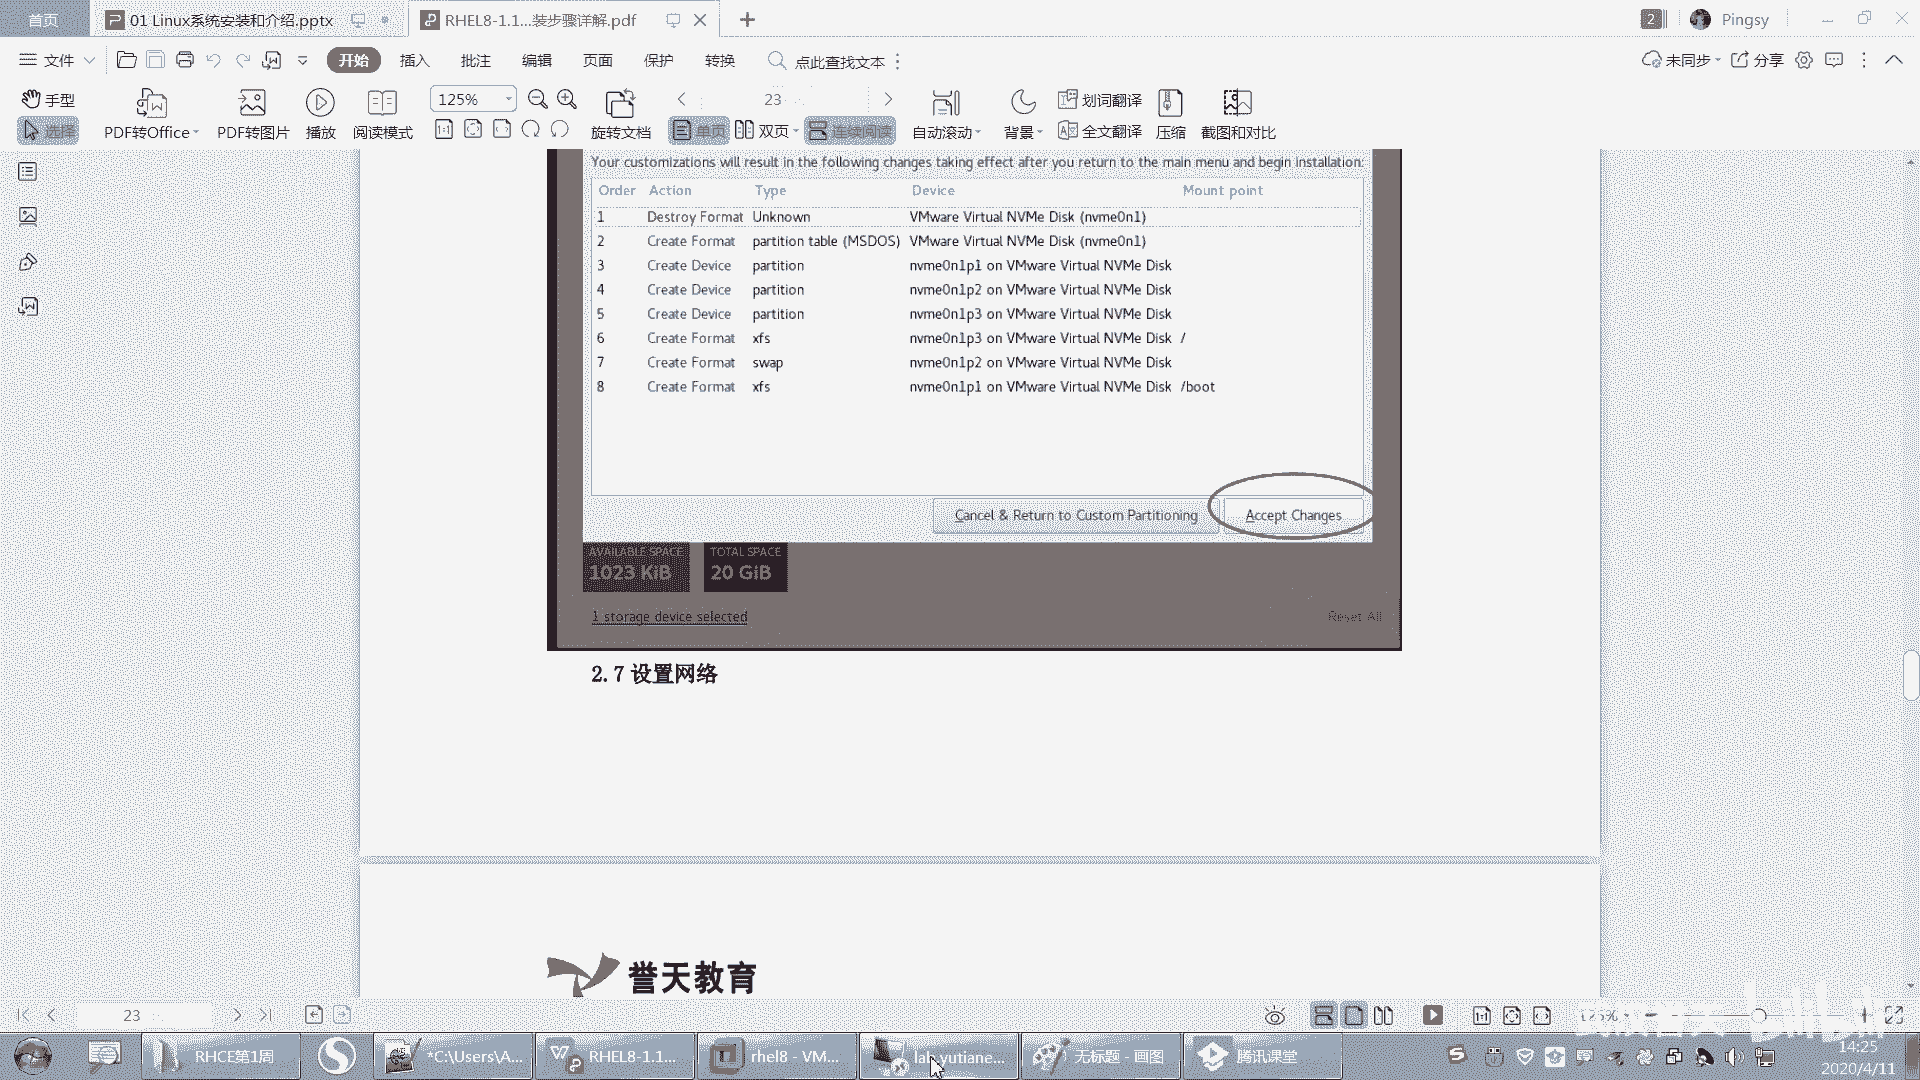 首页 01 Linux系统安装和介绍.pptx RHEL8-1.1...装步骤详解.pdf 2 Pingsy
文件 开始 插入 批注 编辑 页面 保护 转换 点此查找文本 未同步 分享
手型 125% 23 划词翻译
选择 PDF转Office PDF转图片 播放 阅读模式 旋转文档 单页 双页 连续阅读 自动滚动 背景 全文翻译 压缩 截图和对比
Your customizations will result in the following changes taking effect after you return to the main menu and begin installation:
Order Action Type Device Mount point
1 Destroy Format Unknown VMware Virtual NVMe Disk (nvme0n1)
2 Create Format partition table (MSDOS) VMware Virtual NVMe Disk (nvme0n1)
3 Create Device partition nvme0n1p1 on VMware Virtual NVMe Disk
4 Create Device partition nvme0n1p2 on VMware Virtual NVMe Disk
5 Create Device partition nvme0n1p3 on VMware Virtual NVMe Disk
6 Create Format xfs nvme0n1p3 on VMware Virtual NVMe Disk /
7 Create Format swap nvme0n1p2 on VMware Virtual NVMe Disk
8 Create Format xfs nvme0n1p1 on VMware Virtual NVMe Disk /boot
Cancel & Return to Custom Partitioning Accept Changes
AVAILABLE SPACE TOTAL SPACE
1023 KiB 20 GiB
1 storage device selected Reset All
2.7 设置网络
誉天教育
23 125%
RHCE第1周 *C:\Users\A... RHEL8-1.1... rhel8 - VM... lab.yutiane... 无标题 - 画图 腾讯课堂
14:25
2020/4/11